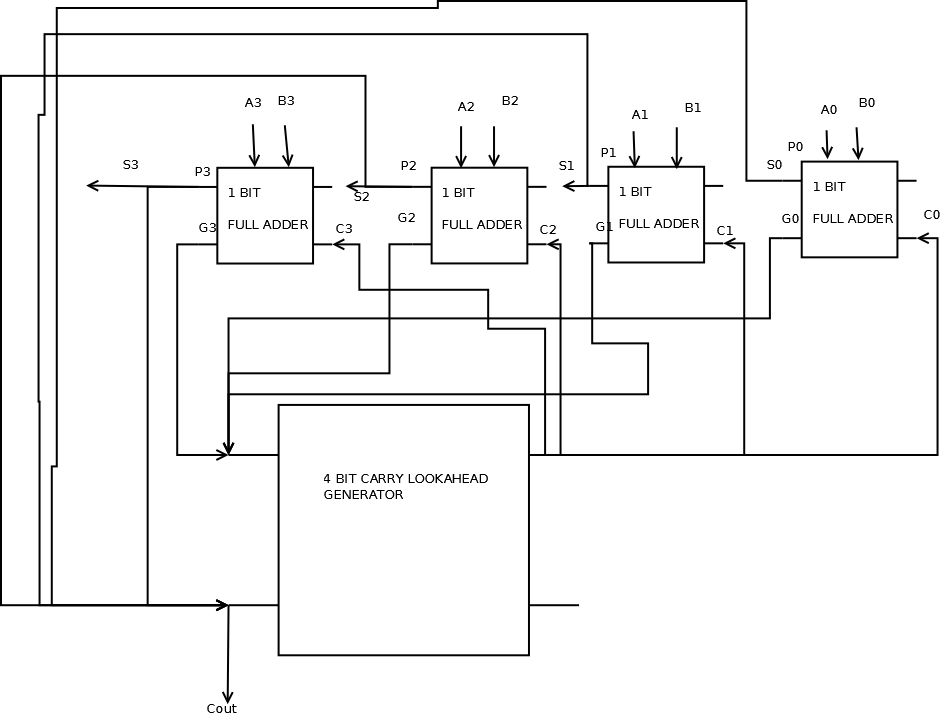 A3 B3 A2 B2 A1 B1 A0 B0
S3 P3 S2 P2 S1 P1 S0 P0
1 BIT
FULL ADDER
1 BIT
FULL ADDER
1 BIT
FULL ADDER
1 BIT
FULL ADDER
G3 C3 G2 C2 G1 C1 G0 C0
4 BIT CARRY LOOKAHEAD
GENERATOR
Cout